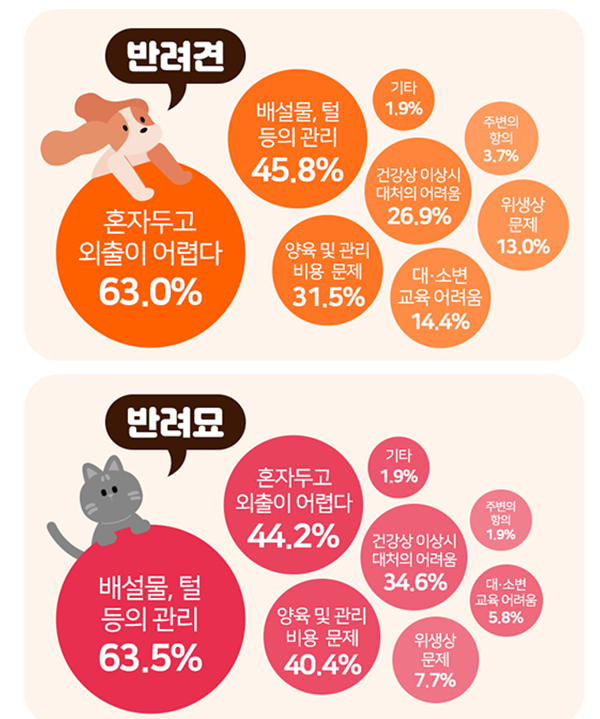 반려견
혼자두고
외출이 어렵다
63.0%
배설물, 털
등의 관리
45.8%
기타
1.9%
주변의
항의
3.7%
건강상 이상시
대처의 어려움
26.9%
위생상
문제
13.0%
양육 및 관리
비용 문제
31.5%
대·소변
교육 어려움
14.4%
반려묘
배설물, 털
등의 관리
63.5%
혼자두고
외출이 어렵다
44.2%
기타
1.9%
주변의
항의
1.9%
건강상 이상시
대처의 어려움
34.6%
대·소변
교육 어려움
5.8%
양육 및 관리
비용 문제
40.4%
위생상
문제
7.7%